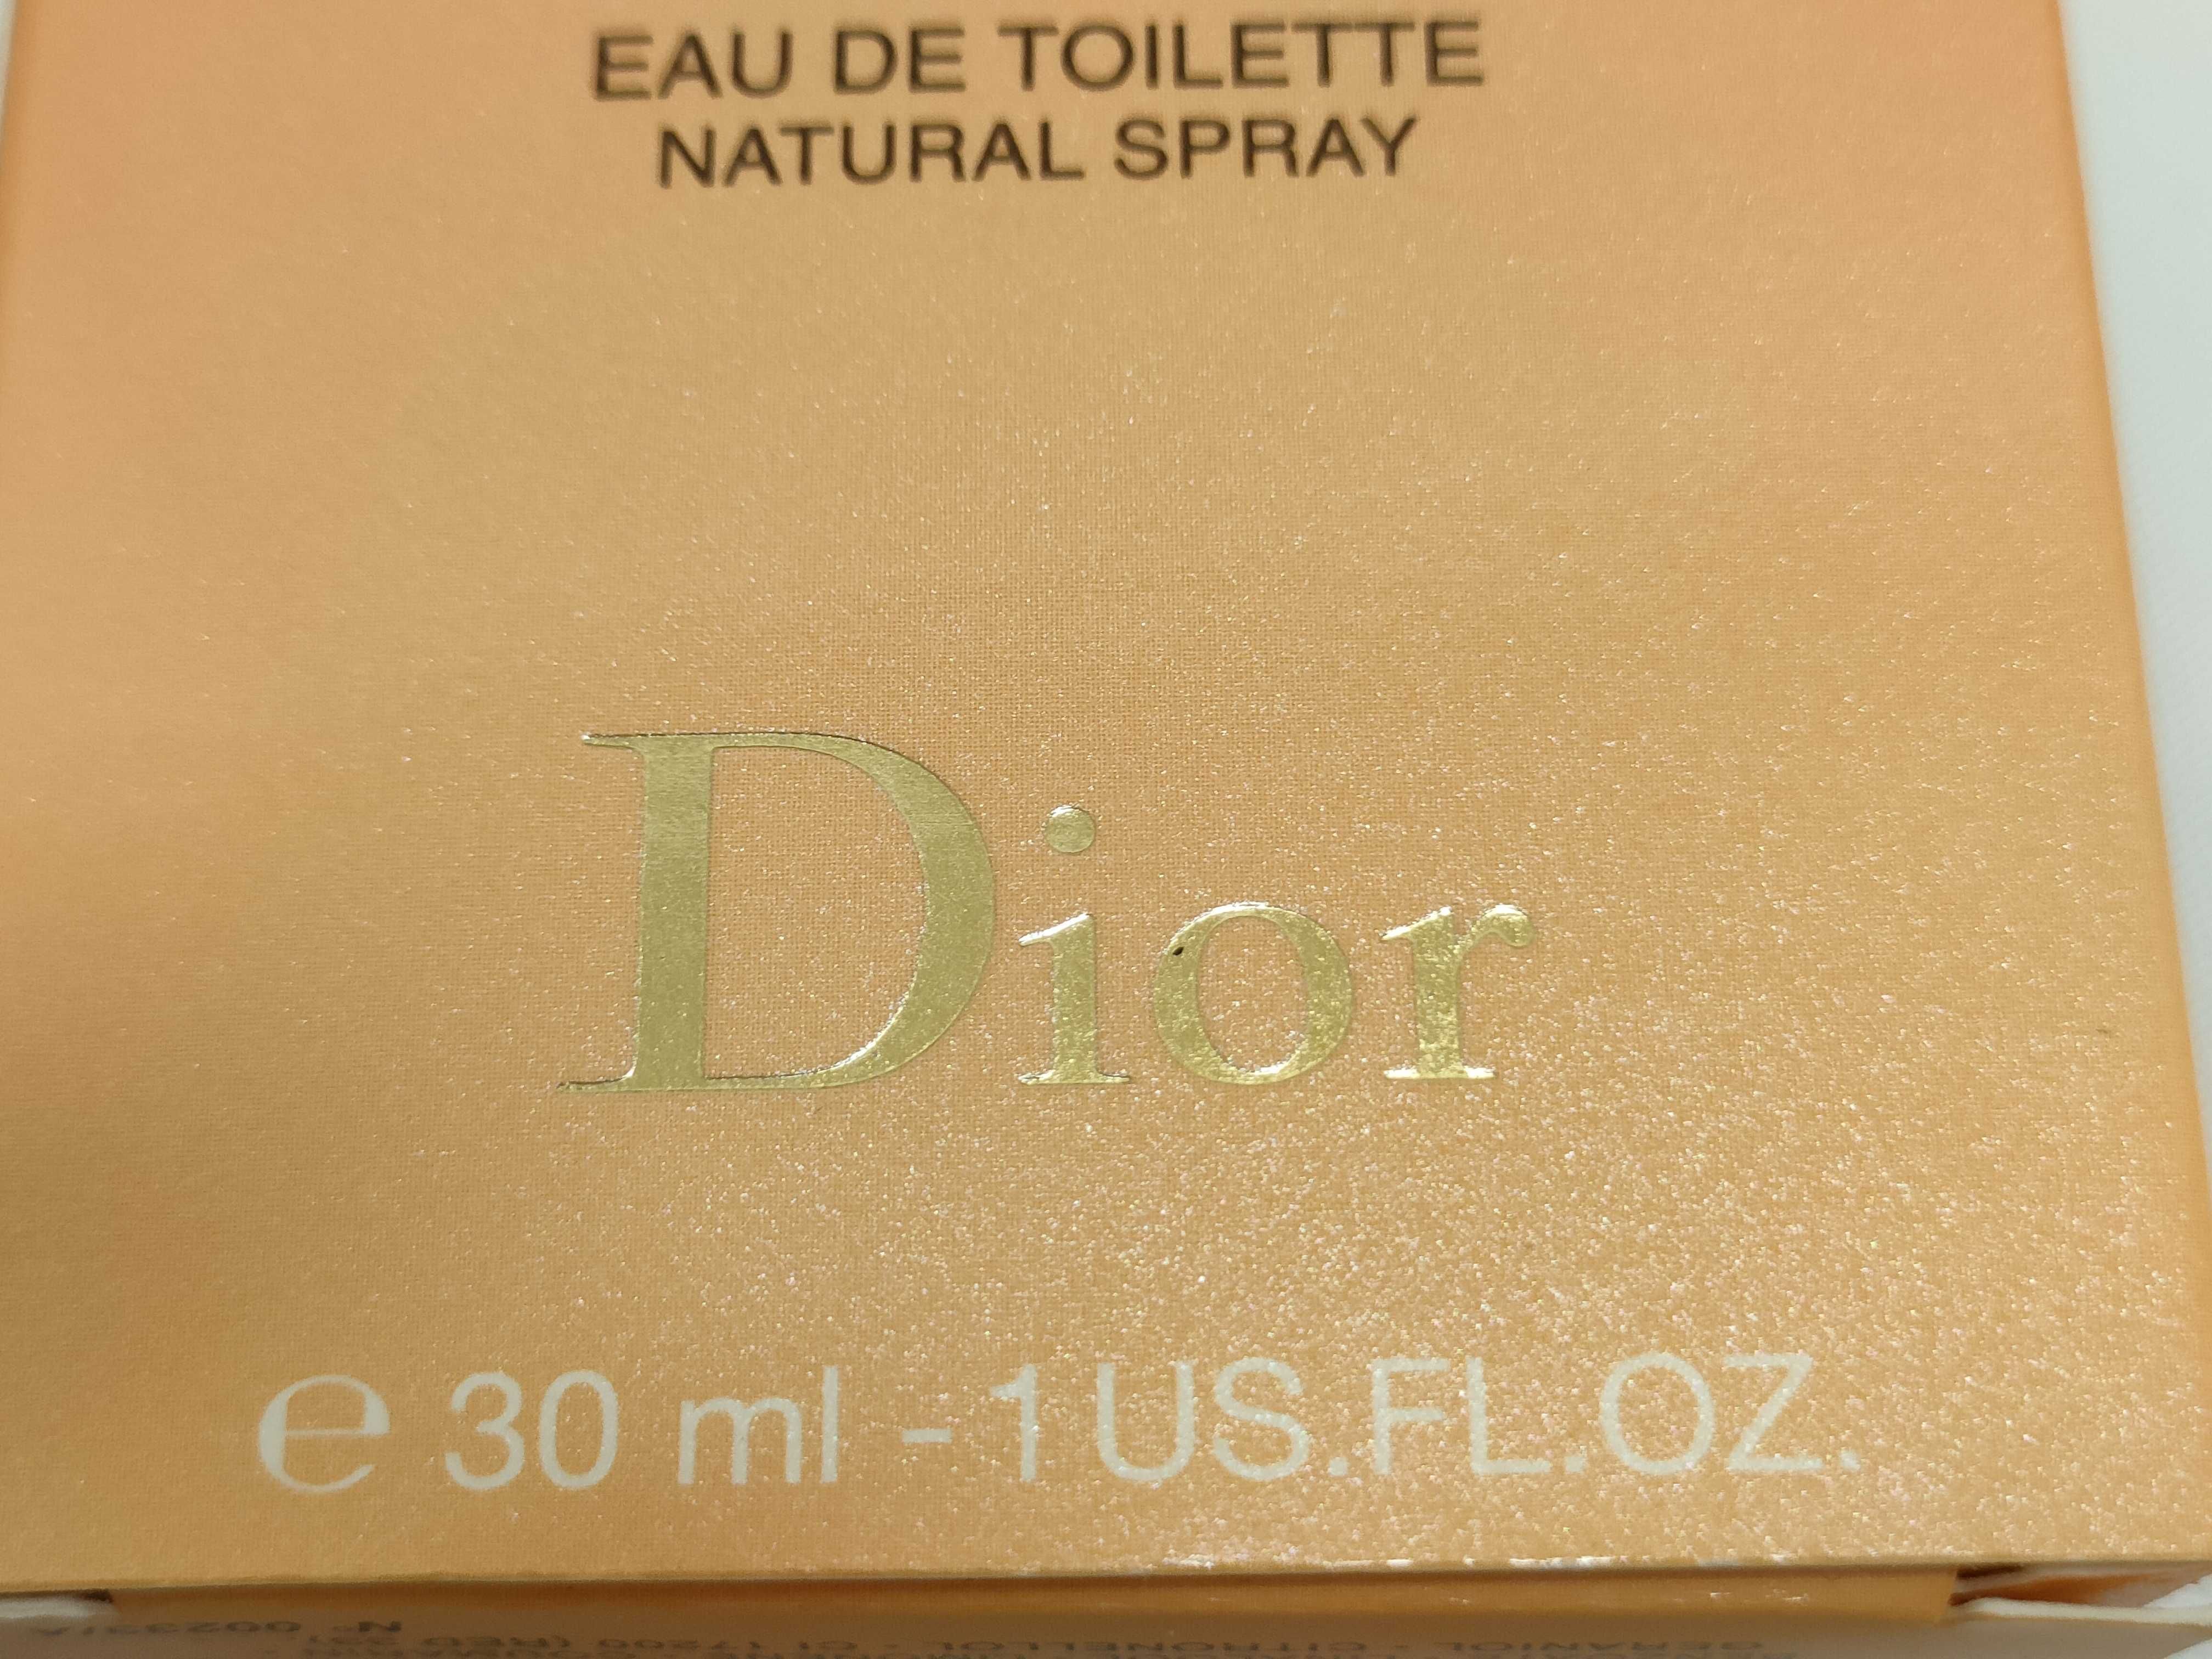 EAU DE TOILETTE
NATURAL SPRAY
Dior
℮ 30 ml - 1 US.FL.OZ.